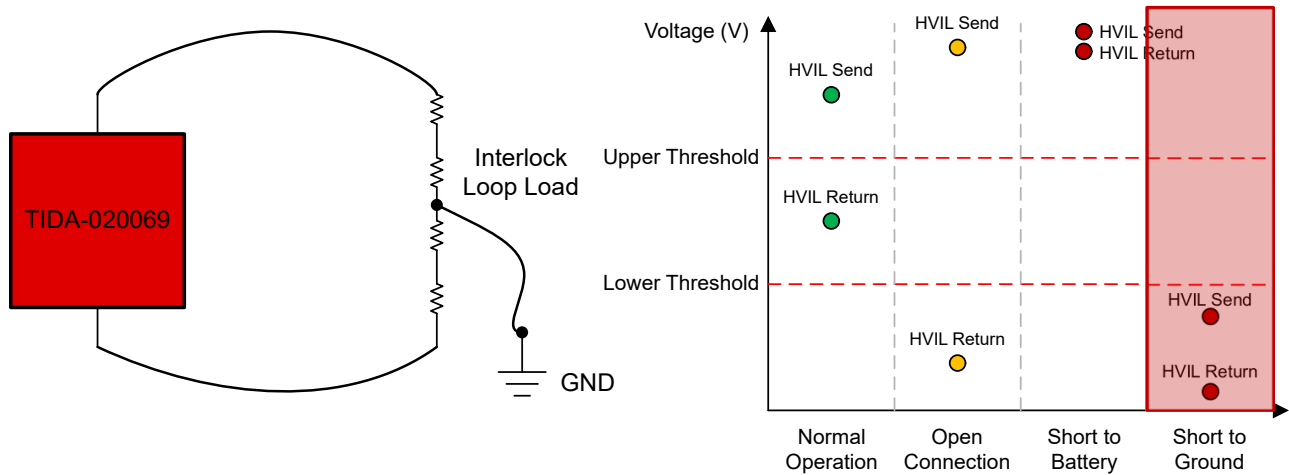 TIDA-020069
Interlock
Loop Load
GND
Voltage (V)
Upper Threshold
Lower Threshold
HVIL Send
HVIL Return
HVIL Send
HVIL Return
HVIL Send
HVIL Return
HVIL Send
HVIL Return
Normal
Operation
Open
Connection
Short to
Battery
Short to
Ground